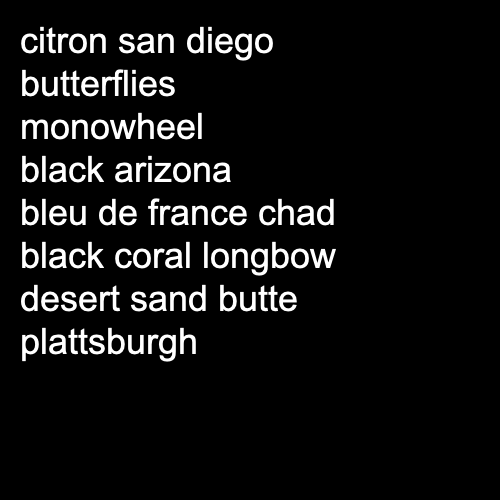 citron san diego
butterflies
monowheel
black arizona
bleu de france chad
black coral longbow
desert sand butte
plattsburgh